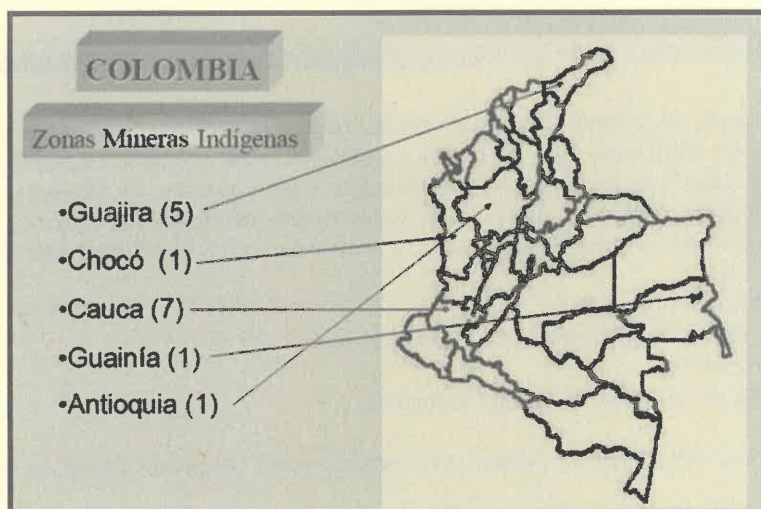 COLOMBIA
Zonas Mineras Indígenas
•Guajira (5)
•Chocó (1)
•Cauca (7)
•Guainía (1)
•Antioquia (1)